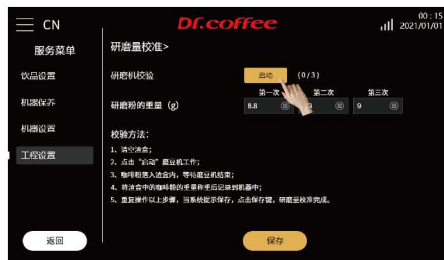 CN
Dr.coffee
00 : 15
2021/01/01
服务菜单
研磨量校准>
饮品设置
研磨机校验
启动
(0/3)
机器保养
第一次
第二次
第三次
研磨粉的重量（g）
8.8
9
机器设置
校验方法：
工程设置
1、清空渣盒；
2、点击“启动”磨豆机工作；
3、咖啡粉落入渣盒内，等待磨豆机结束；
4、将渣盒中的咖啡粉的重量称重后记录到机器中；
5、重复操作以上步骤，当系统提示保存，点击保存键，研磨量校准完成。
返回
保存